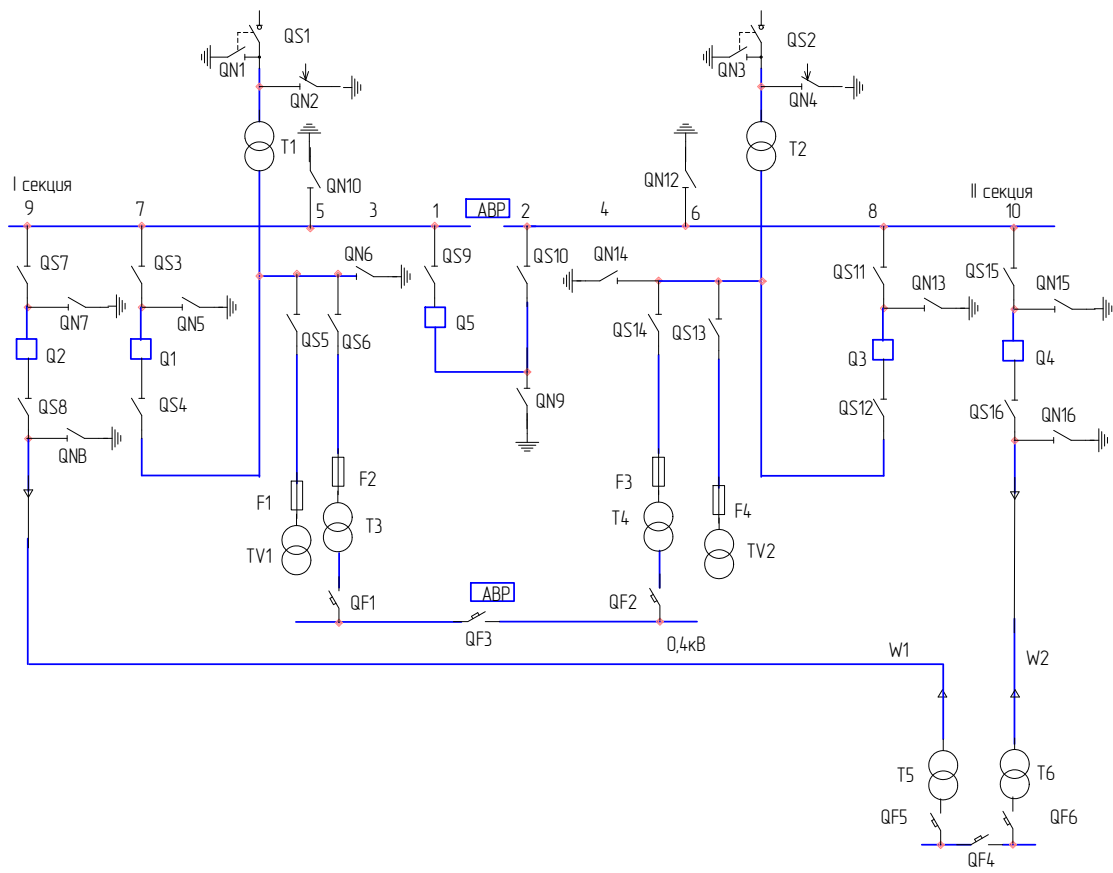 QS1
QN1
QN2
T1
QS2
QN3
QN4
T2
QN10
QN12
I секция
9
7
5
3
1
АВР
2
4
6
8
II секция
10
QS7
QS3
QN6
QS9
QS10
QN14
QS11
QN13
QS15
QN15
QN7
QN5
QS5
QS6
Q5
QS14
QS13
Q2
Q1
Q3
Q4
QS8
QS4
QN9
QS12
QS16
QN16
QNB
F1
F2
T3
TV1
F3
T4
F4
TV2
QF1
АВР
QF3
QF2
0,4кВ
W1
W2
T5
T6
QF5
QF4
QF6